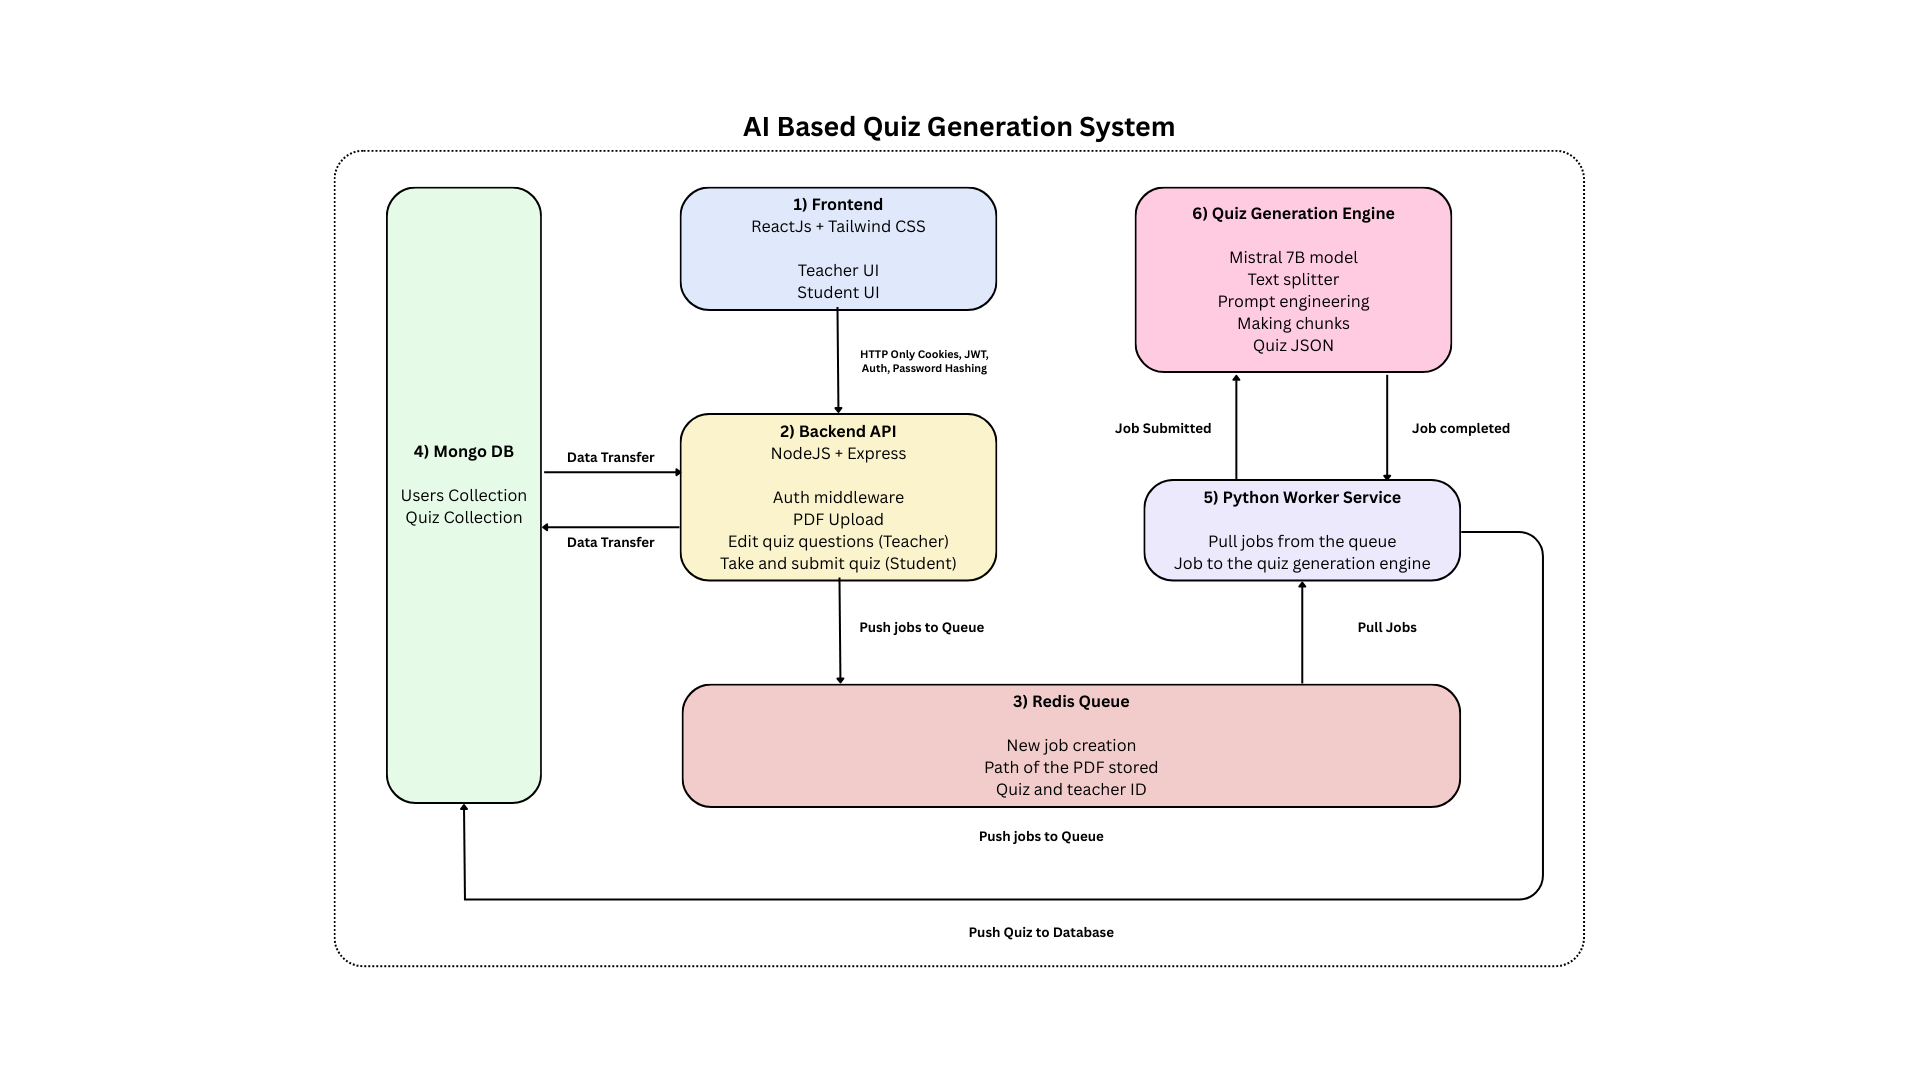 AI Based Quiz Generation System
1) Frontend
ReactJs + Tailwind CSS
Teacher UI
Student UI
HTTP Only Cookies, JWT,
Auth, Password Hashing
6) Quiz Generation Engine
Mistral 7B model
Text splitter
Prompt engineering
Making chunks
Quiz JSON
Job Submitted
Job completed
4) Mongo DB
Users Collection
Quiz Collection
Data Transfer
Data Transfer
2) Backend API
NodeJS + Express
Auth middleware
PDF Upload
Edit quiz questions (Teacher)
Take and submit quiz (Student)
5) Python Worker Service
Pull jobs from the queue
Job to the quiz generation engine
Push jobs to Queue
Pull Jobs
3) Redis Queue
New job creation
Path of the PDF stored
Quiz and teacher ID
Push jobs to Queue
Push Quiz to Database